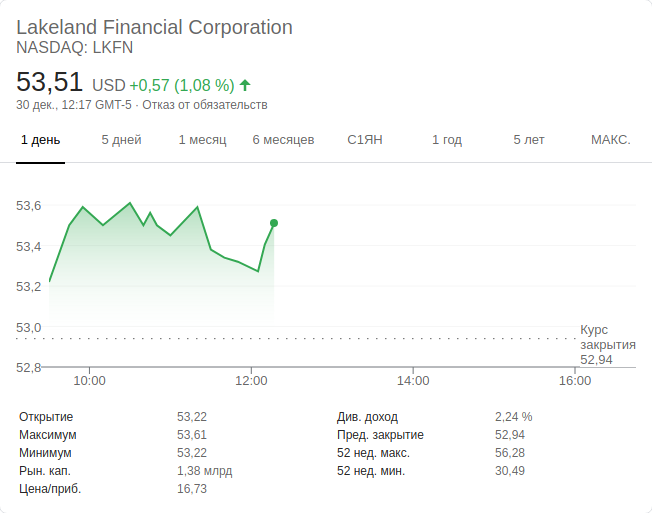 Lakeland Financial Corporation
NASDAQ: LKFN
53,51 USD +0,57 (1,08 %)
30 дек., 12:17 GMT-5 · Отказ от обязательств
1 день 5 дней 1 месяц 6 месяцев С1ЯН 1 год 5 лет МАКС.
53,6
53,4
53,2
53,0
52,8
Курс
закрытия
52,94
10:00 12:00 14:00 16:00
Открытие 53,22 Див. доход 2,24 %
Максимум 53,61 Пред. закрытие 52,94
Минимум 53,22 52 нед. макс. 56,28
Рын. кап. 1,38 млрд 52 нед. мин. 30,49
Цена/приб. 16,73